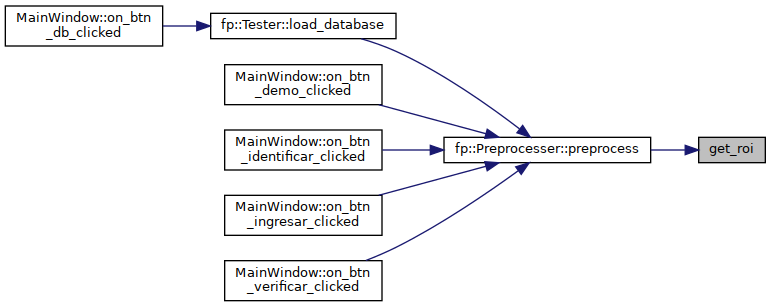 MainWindow::on_btn
_db_clicked
fp::Tester::load_database
MainWindow::on_btn
_demo_clicked
MainWindow::on_btn
_identificar_clicked
MainWindow::on_btn
_ingresar_clicked
MainWindow::on_btn
_verificar_clicked
fp::Preprocesser::preprocess
get_roi